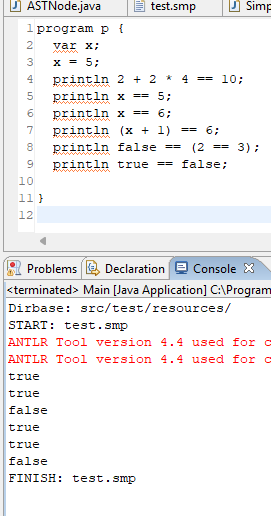 ASTNode.java test.smp Simp
1 program p {
2 var x;
3 x = 5;
4 println 2 + 2 * 4 == 10;
5 println x == 5;
6 println x == 6;
7 println (x + 1) == 6;
8 println false == (2 == 3);
9 println true == false;
10
11 }
12
Problems Declaration Console
<terminated> Main [Java Application] C:\Program
Dirbase: src/test/resources/
START: test.smp
ANTLR Tool version 4.4 used for c
ANTLR Tool version 4.4 used for c
true
true
false
true
true
false
FINISH: test.smp